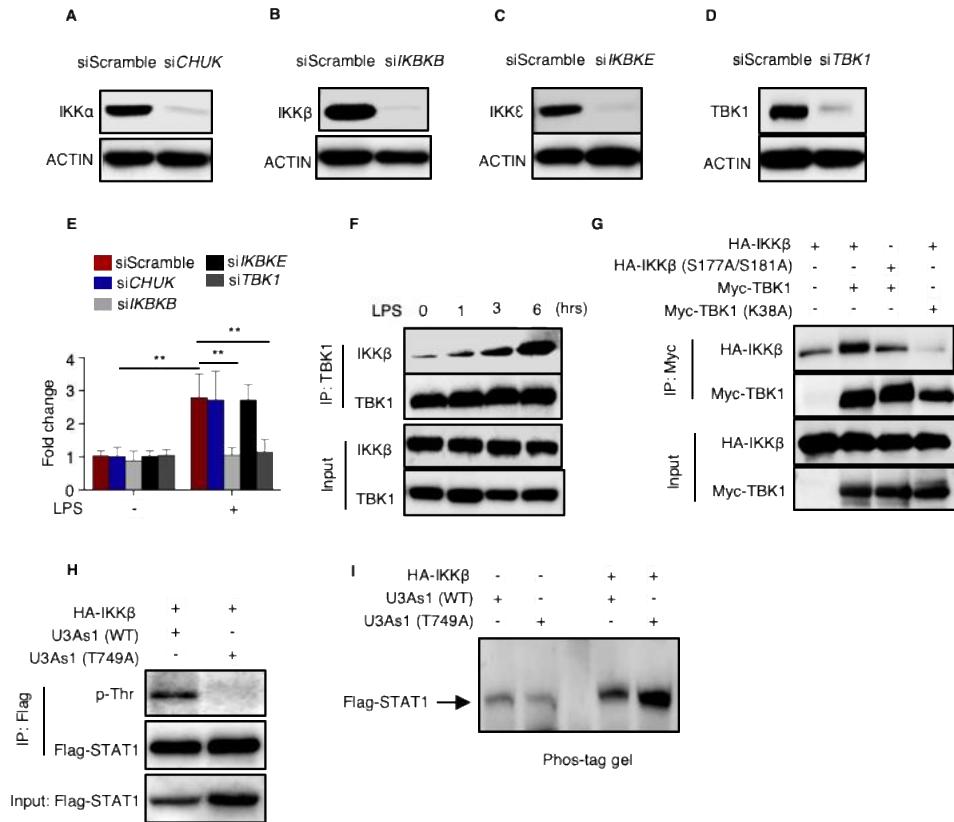 A
siScramble siCHUK
IKKα
ACTIN
B
siScramble siIKBKB
IKKβ
ACTIN
C
siScramble siIKBKE
IKKƐ
ACTIN
D
siScramble siTBK1
TBK1
ACTIN
E
siScramble siIKBKE
siCHUK siTBK1
siIKBKB
**
** **
Fold change
4
3
2
1
0
LPS - +
F
LPS 0 1 3 6 (hrs)
IP: TBK1
IKKβ
TBK1
Input
IKKβ
TBK1
G
HA-IKKβ + + - +
HA-IKKβ (S177A/S181A) - - + -
Myc-TBK1 - + + -
Myc-TBK1 (K38A) - - - +
IP: Myc
HA-IKKβ
Myc-TBK1
Input
HA-IKKβ
Myc-TBK1
H
HA-IKKβ + +
U3As1 (WT) + -
U3As1 (T749A) - +
IP: Flag
p-Thr
Flag-STAT1
Input: Flag-STAT1
I
HA-IKKβ - - + +
U3As1 (WT) + - + -
U3As1 (T749A) - + - +
Flag-STAT1
Phos-tag gel